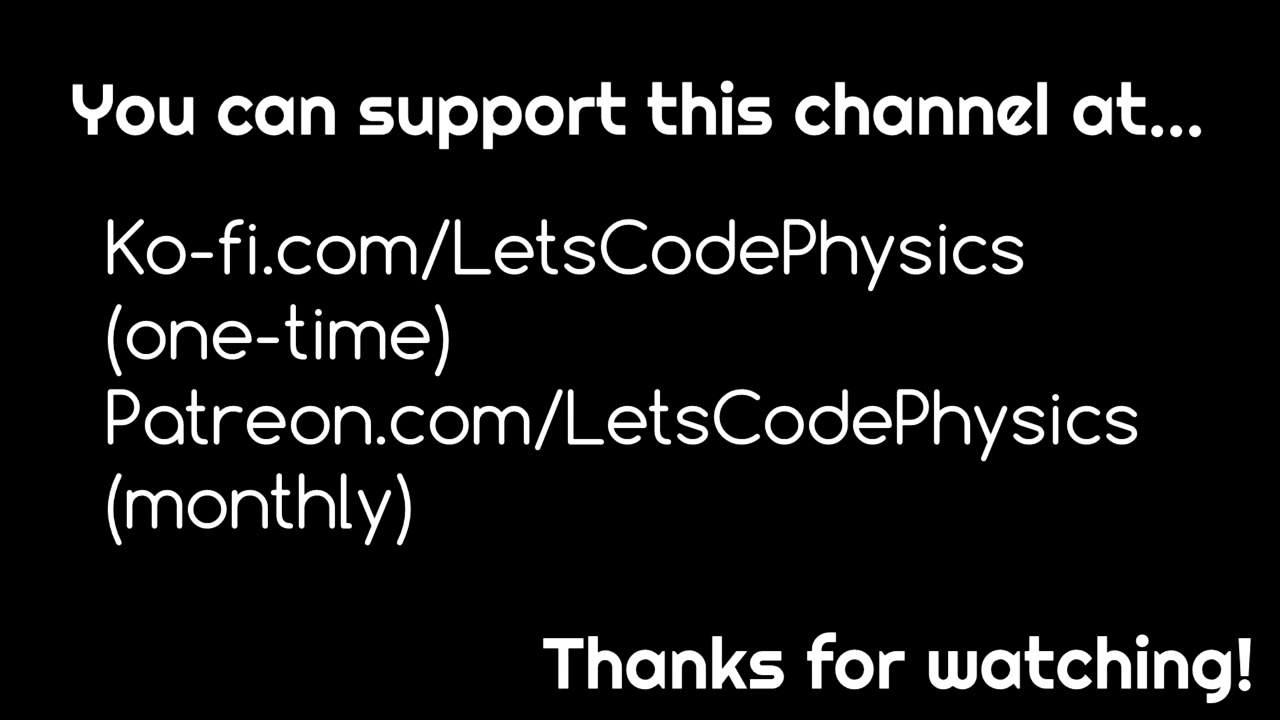 You can support this channel at...
Ko-fi.com/LetsCodePhysics
(one-time)
Patreon.com/LetsCodePhysics
(monthly)
Thanks for watching!